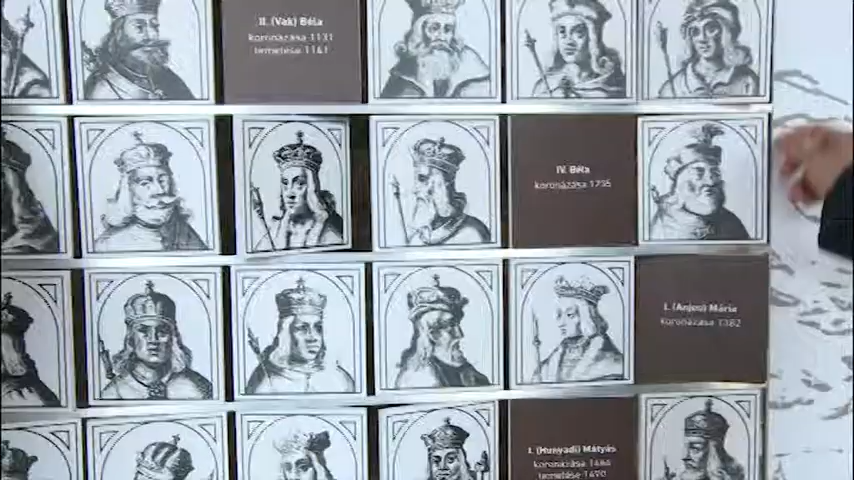 II. (Vak) Béla
koronázása 1131
temetése 1141
IV. Béla
koronázása 1235
I. (Anjou) Mária
koronázása 1382
I. (Hunyadi) Mátyás
koronázása 1464
temetése 1490